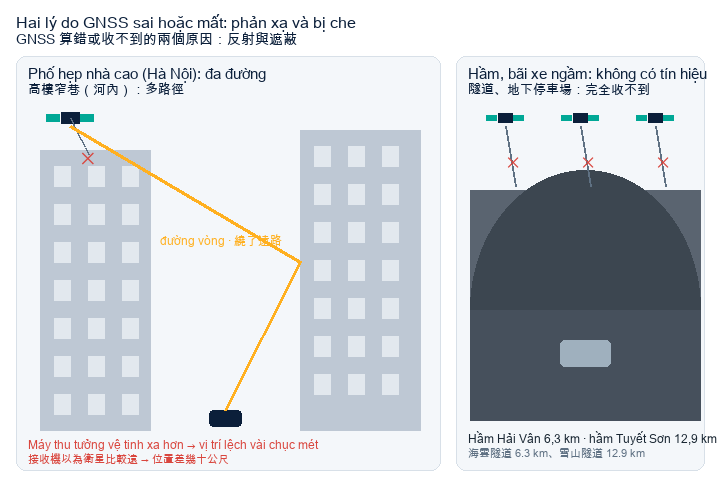 Hai lý do GNSS sai hoặc mất: phản xạ và bị che
GNSS 算錯或收不到的兩個原因：反射與遮蔽
Phố hẹp nhà cao (Hà Nội): đa đường
高樓窄巷（河內）：多路徑
đường vòng · 繞了遠路
Máy thu tưởng vệ tinh xa hơn → vị trí lệch vài chục mét
接收機以為衛星比較遠 → 位置差幾十公尺
Hầm, bãi xe ngầm: không có tín hiệu
隧道、地下停車場：完全收不到
Hầm Hải Vân 6,3 km · hầm Tuyết Sơn 12,9 km
海雲隧道 6.3 km、雪山隧道 12.9 km